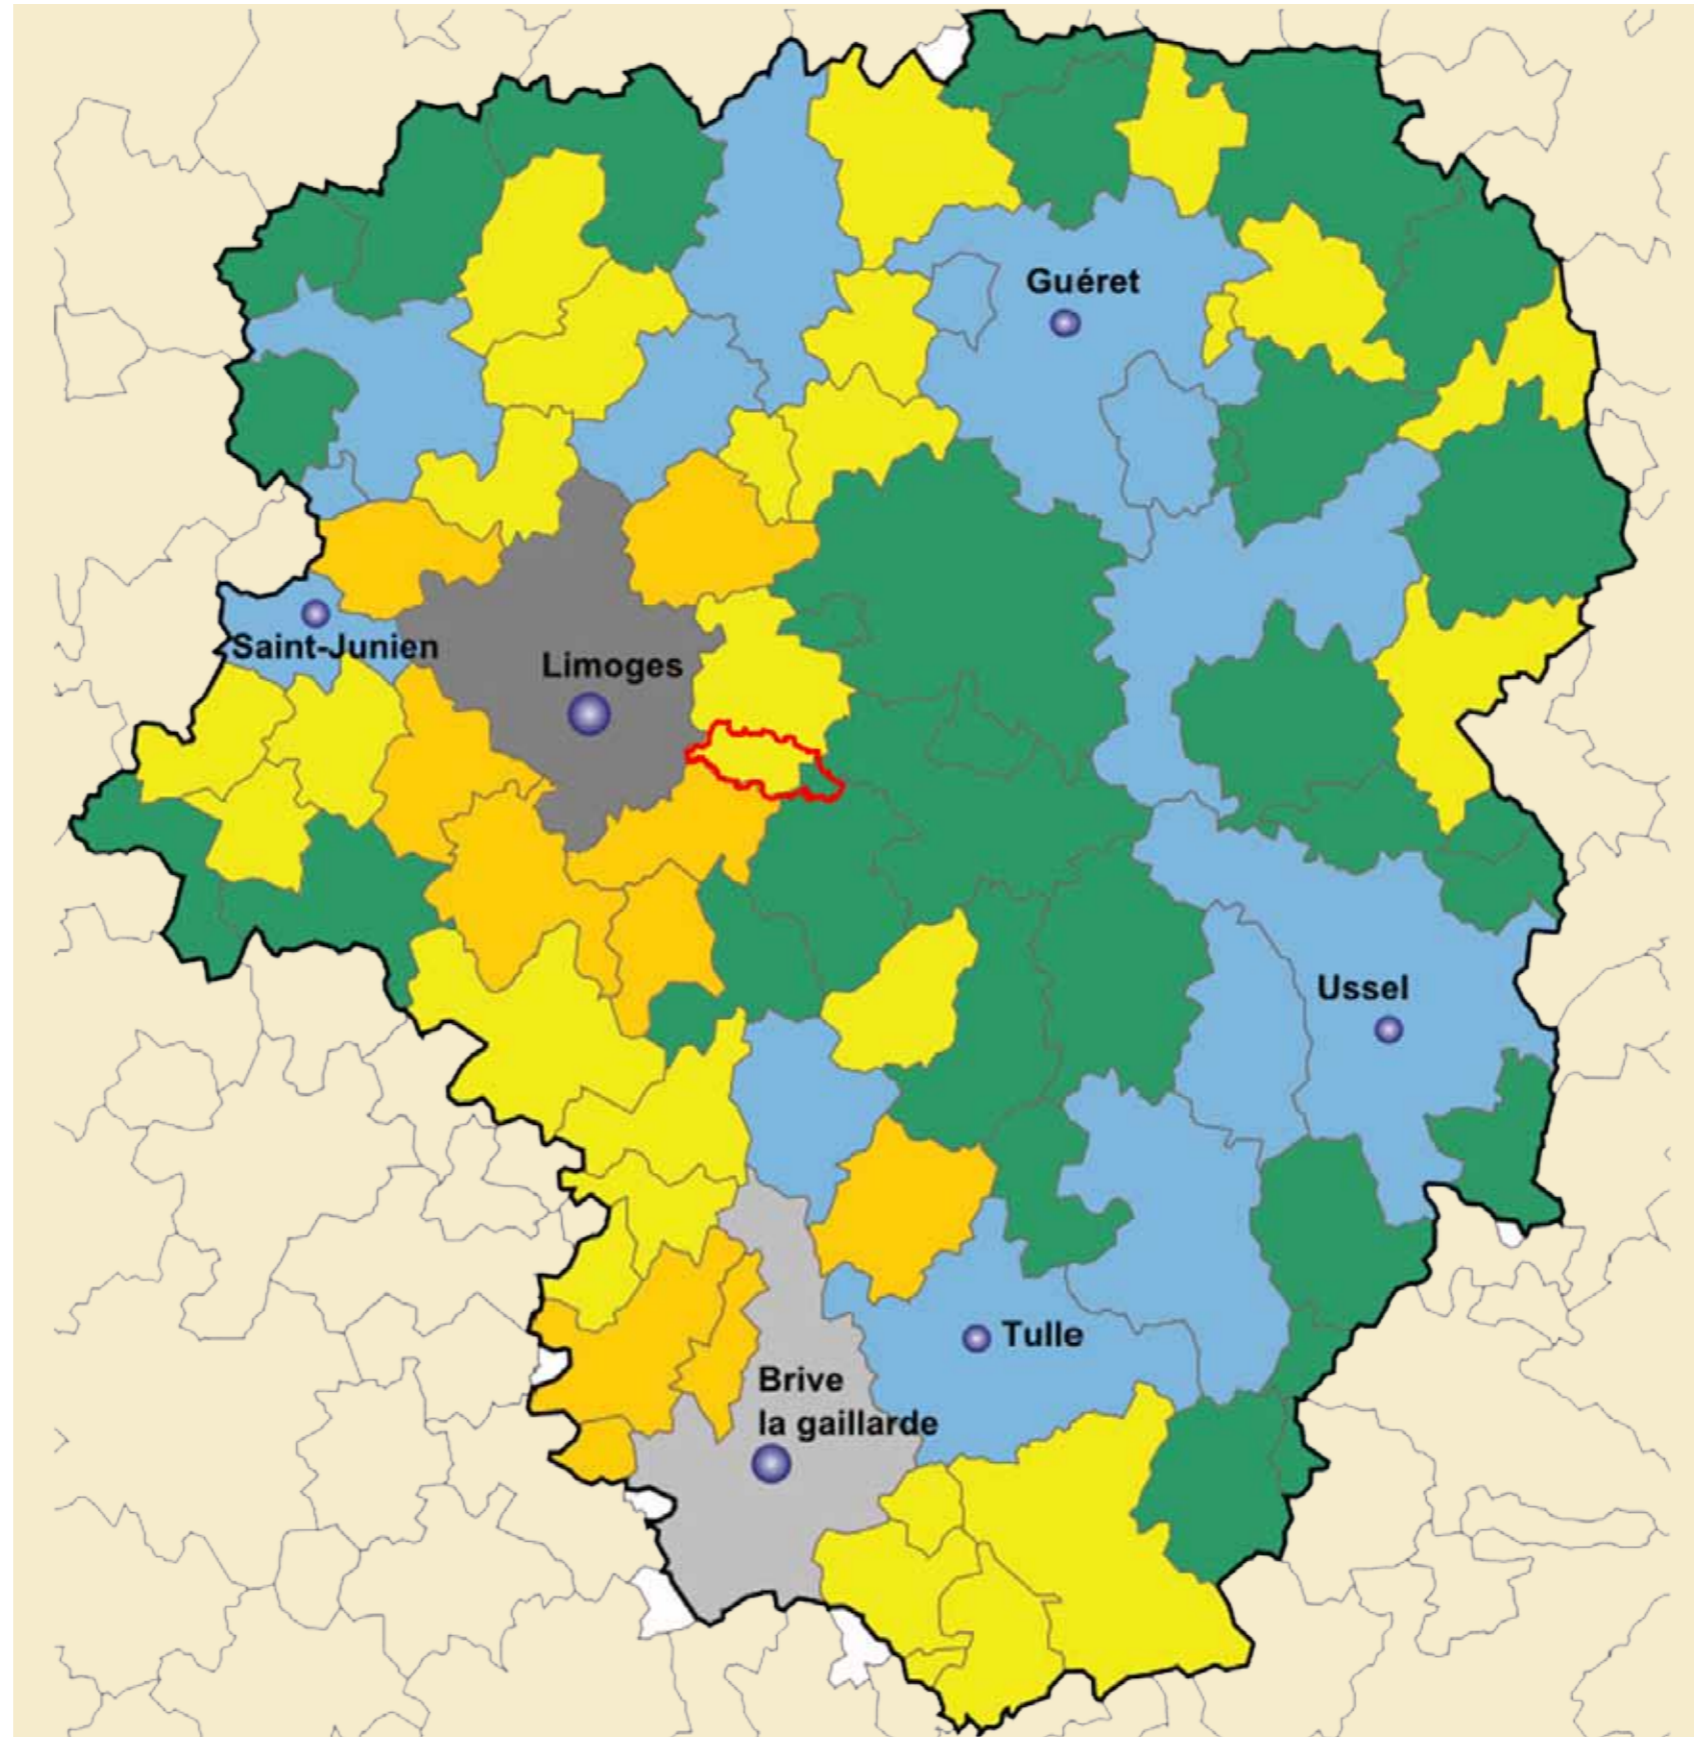 Guéret
Saint-Junien
Limoges
Ussel
Tulle
Brive
la gaillarde